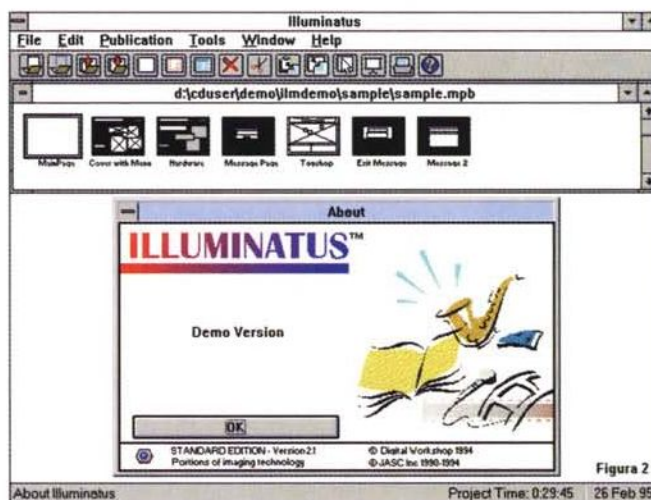 Illuminatus
File Edit Publication Tools Window Help
d:\cduser\demo\ilmdemo\sample\sample.mpb
MainPage Cover with Menu Hardware Message Page Toushop Exit Message Message 2
About
ILLUMINATUS™
Demo Version
OK
STANDARD EDITION - Version 2.1 © Digital Workshop 1994
Portions of imaging technology © JASC Inc 1990-1994
Figura 2
About Illuminatus Project Time: 0:29:45 26 Feb 95